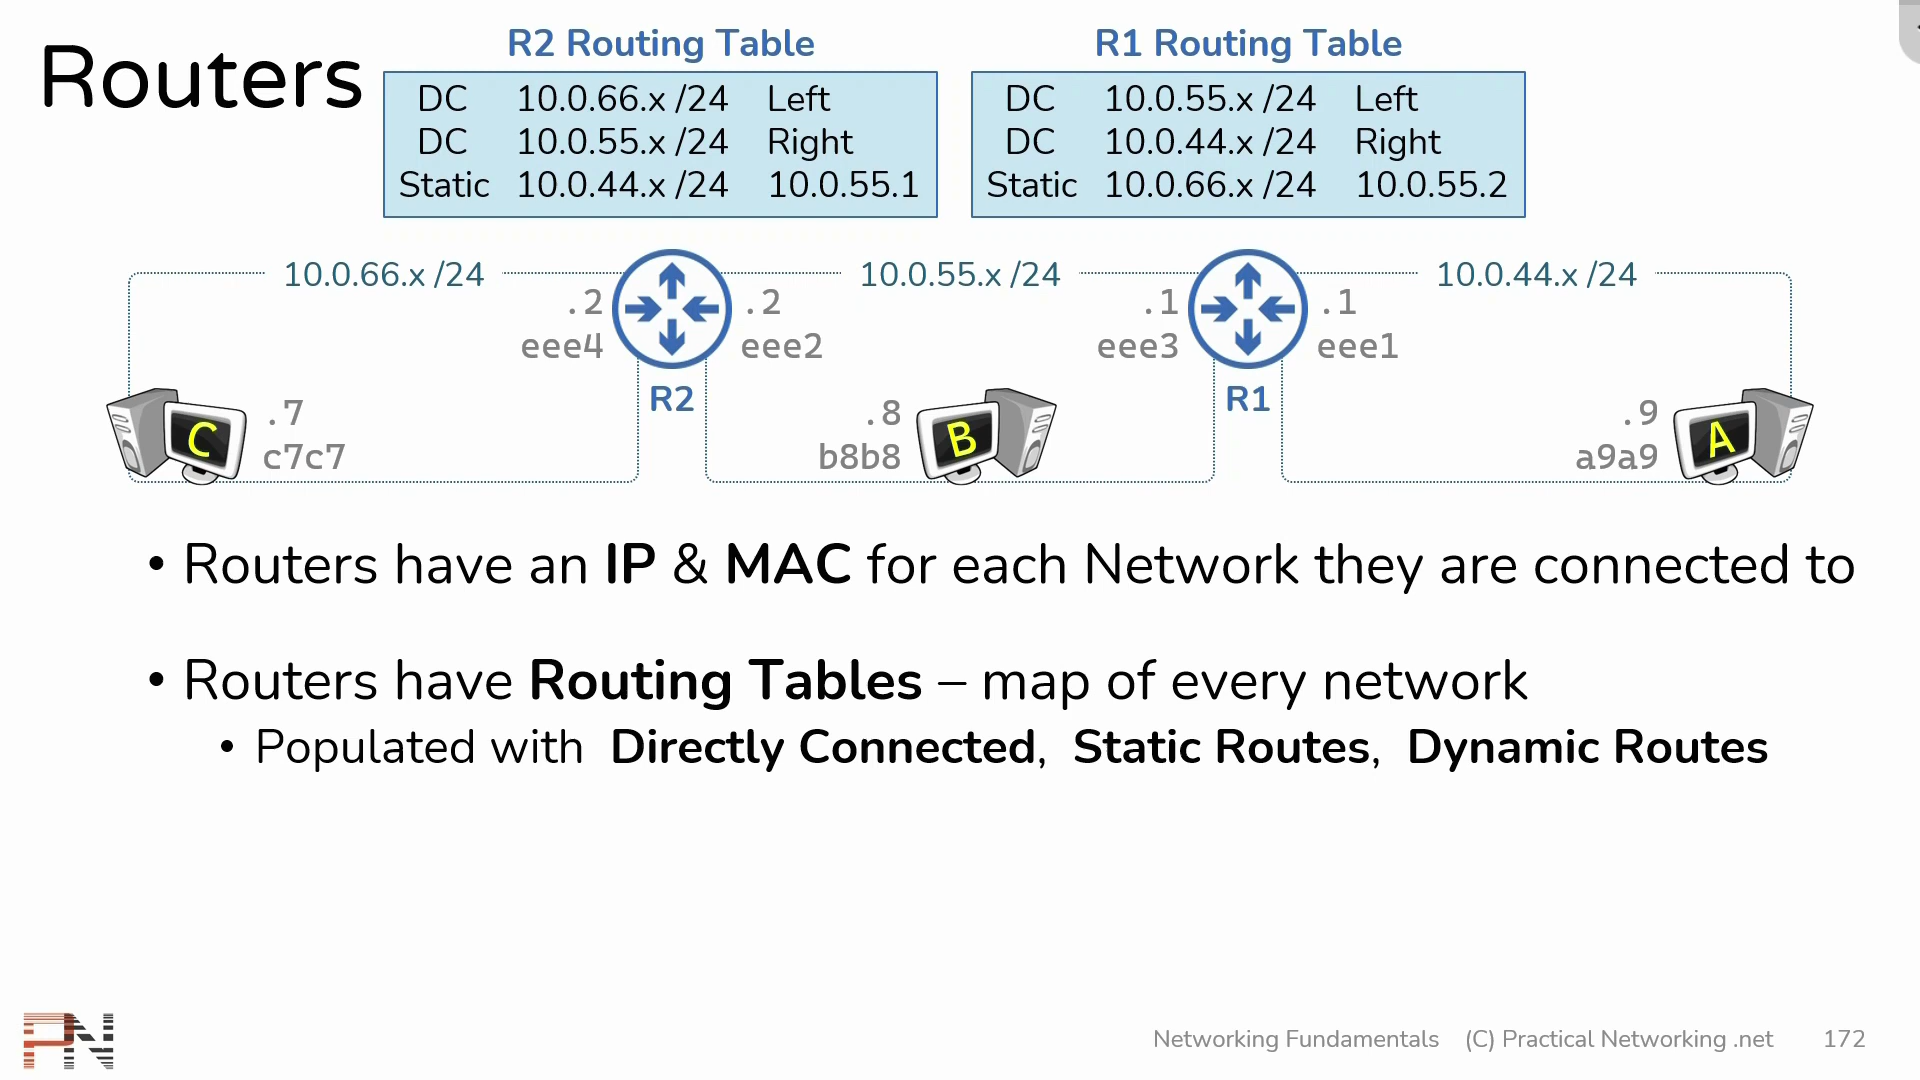 Routers
R2 Routing Table
DC 10.0.66.x /24 Left
DC 10.0.55.x /24 Right
Static 10.0.44.x /24 10.0.55.1
R1 Routing Table
DC 10.0.55.x /24 Left
DC 10.0.44.x /24 Right
Static 10.0.66.x /24 10.0.55.2
10.0.66.x /24
10.0.55.x /24
10.0.44.x /24
.2
eee4
.2
eee2
R2
.1
eee3
.1
eee1
R1
C
.7
c7c7
.8
b8b8
B
.9
a9a9
A
• Routers have an IP & MAC for each Network they are connected to
• Routers have Routing Tables – map of every network
• Populated with Directly Connected, Static Routes, Dynamic Routes
PN
Networking Fundamentals (C) Practical Networking .net 172